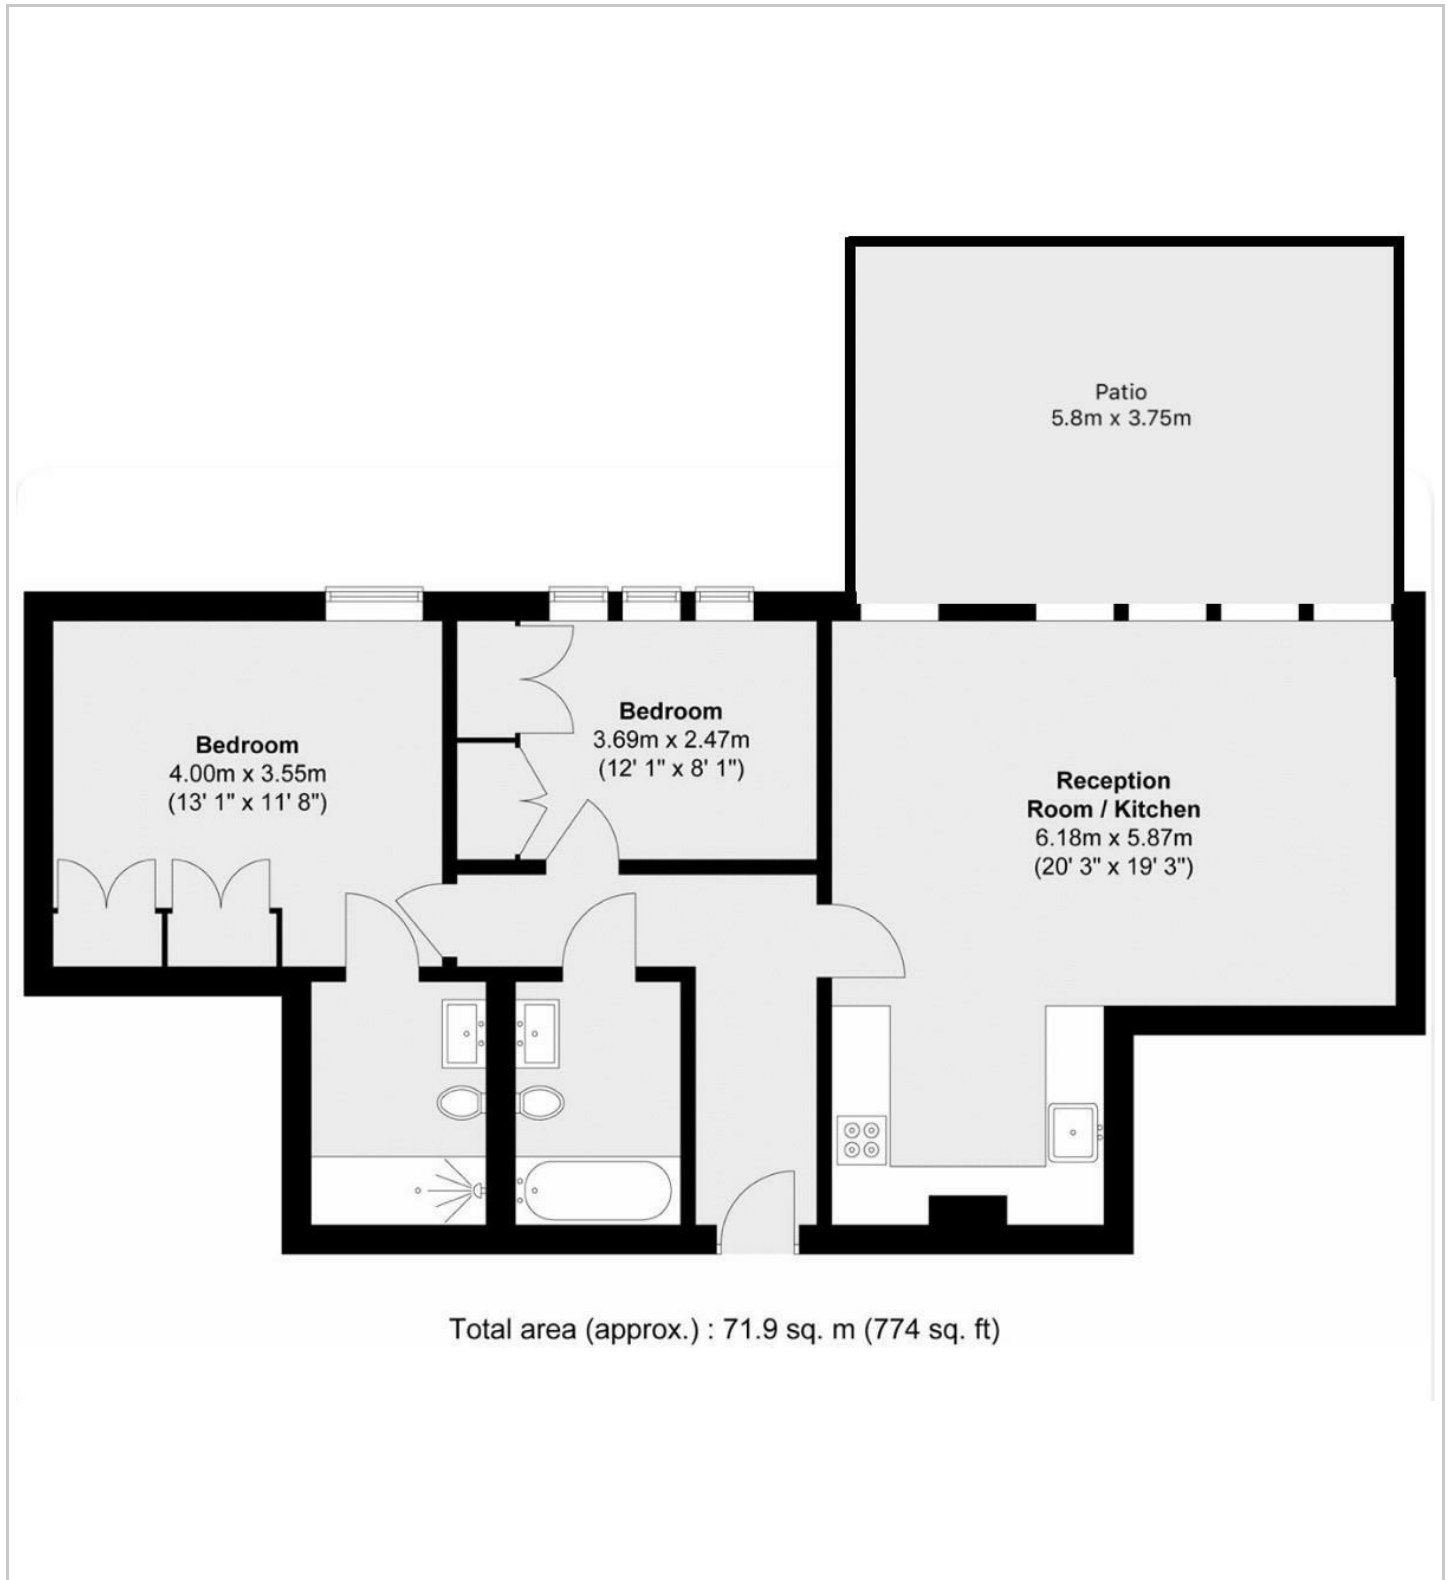 Patio
5.8m x 3.75m
Bedroom
3.69m x 2.47m
(12' 1" x 8' 1")
Bedroom
4.00m x 3.55m
(13' 1" x 11' 8")
Reception
Room / Kitchen
6.18m x 5.87m
(20' 3" x 19' 3")
Total area (approx.) : 71.9 sq. m (774 sq. ft)